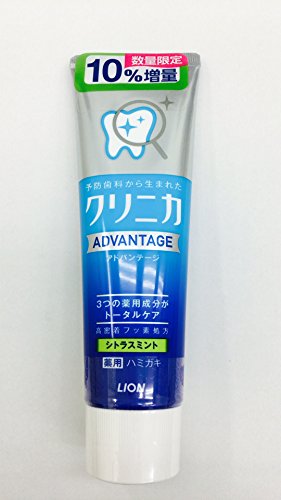 数量限定
10%増量
予防歯科から生まれた
クリニカ
ADVANTAGE
アドバンテージ
3つの薬用成分が
トータルケア
高密着フッ素処方
シトラスミント
薬用 ハミガキ
LION